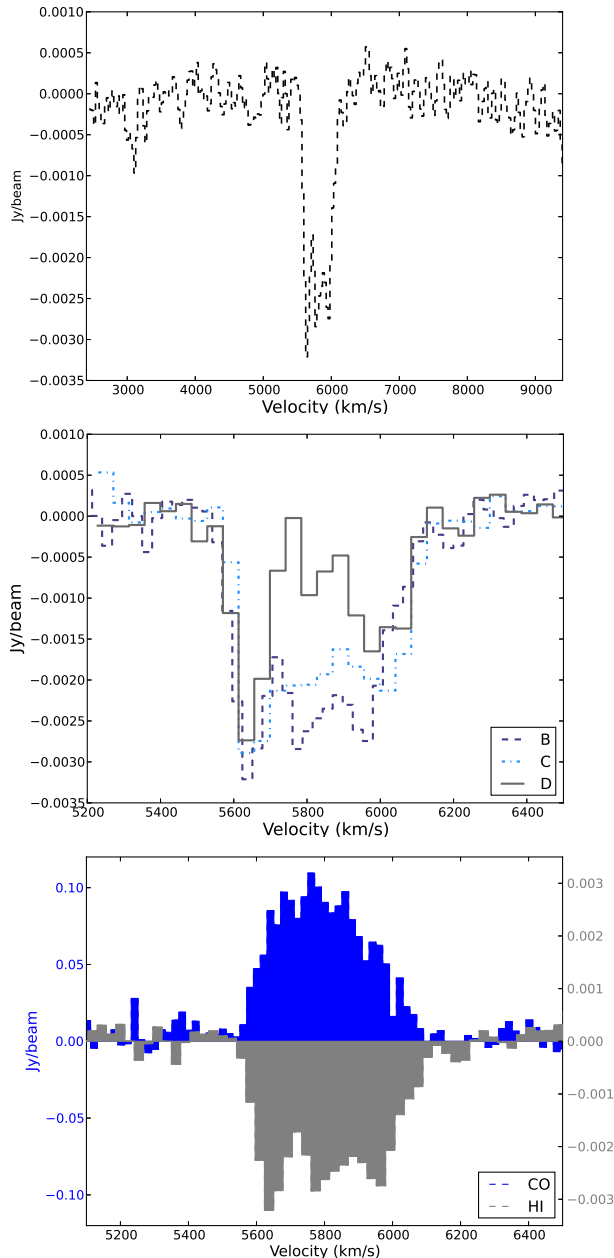 0.0010
0.0005
0.0000
−0.0005
−0.0010
−0.0015
−0.0020
−0.0025
−0.0030
−0.0035
Jy/beam
3000 4000 5000 6000 7000 8000 9000
Velocity (km/s)
0.0010
0.0005
0.0000
−0.0005
−0.0010
−0.0015
−0.0020
−0.0025
−0.0030
−0.0035
Jy/beam
B
C
D
5200 5400 5600 5800 6000 6200 6400
Velocity (km/s)
0.10
0.05
0.00
−0.05
−0.10
Jy/beam
0.003
0.002
0.001
0.000
−0.001
−0.002
−0.003
CO
HI
5200 5400 5600 5800 6000 6200 6400
Velocity (km/s)